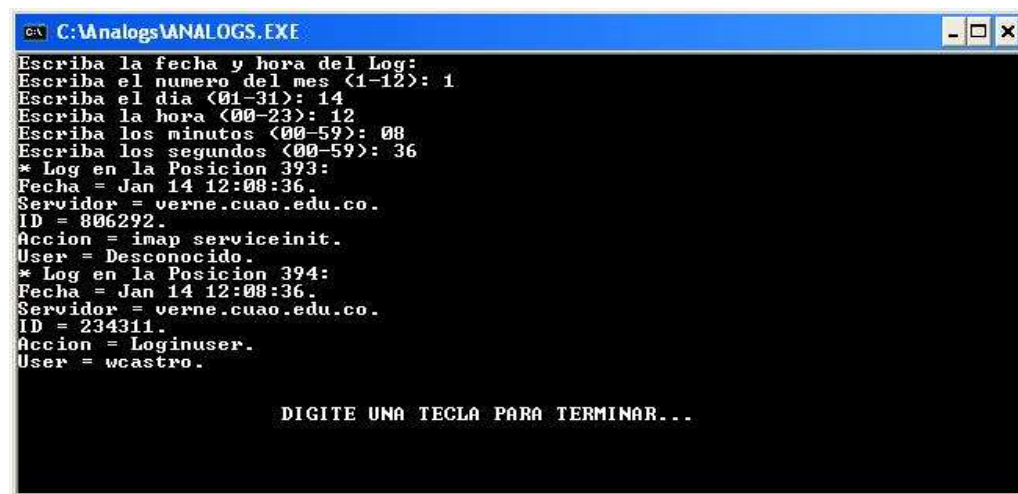 C:\Analogs\ANALOGS.EXE
Escriba la fecha y hora del Log:
Escriba el numero del mes (1-12): 1
Escriba el dia (01-31): 14
Escriba la hora (00-23): 12
Escriba los minutos (00-59): 08
Escriba los segundos (00-59): 36
* Log en la Posicion 393:
Fecha = Jan 14 12:08:36.
Servidor = verne.cuao.edu.co.
ID = 806292.
Accion = imap serviceinit.
User = Desconocido.
* Log en la Posicion 394:
Fecha = Jan 14 12:08:36.
Servidor = verne.cuao.edu.co.
ID = 234311.
Accion = Loginuser.
User = wcastro.
DIGITE UNA TECLA PARA TERMINAR...